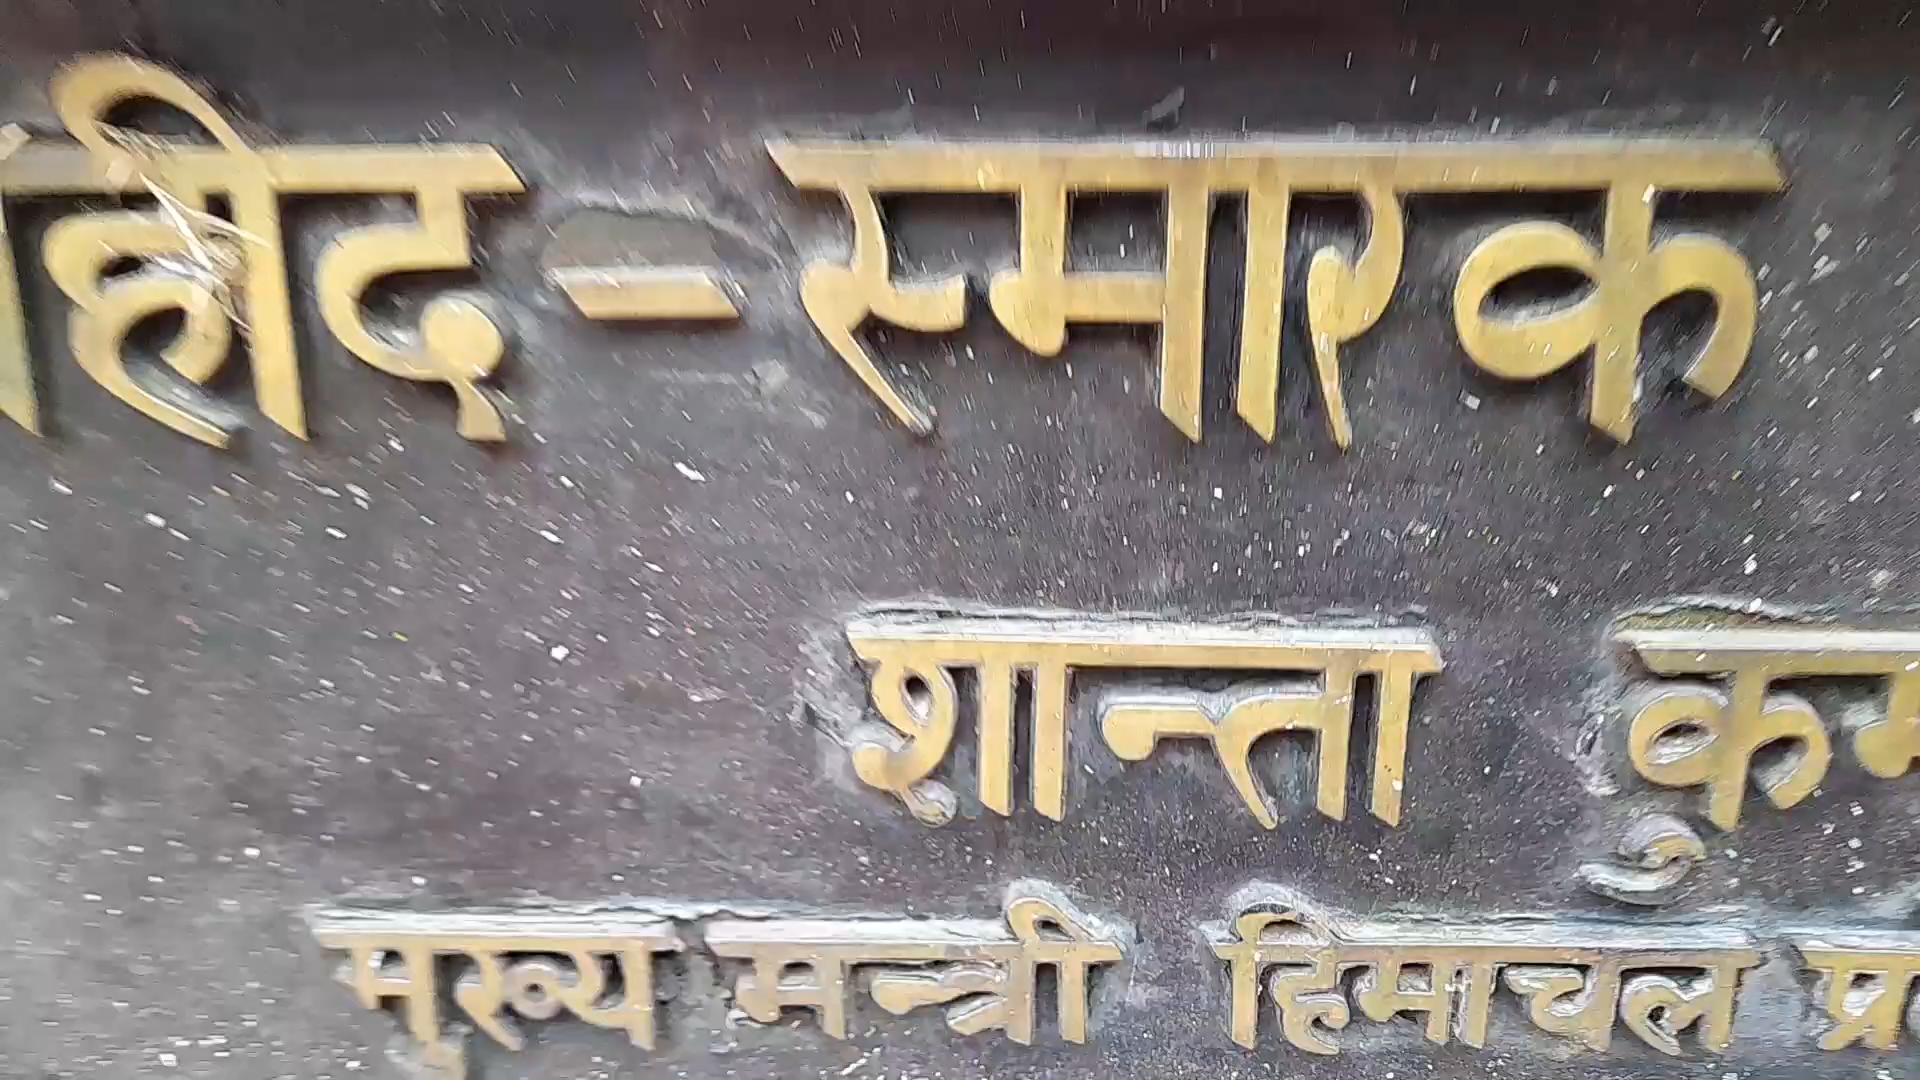 हीद - स्मारक
शान्ता कुम
मुख्य मन्त्री हिमाचल प्र